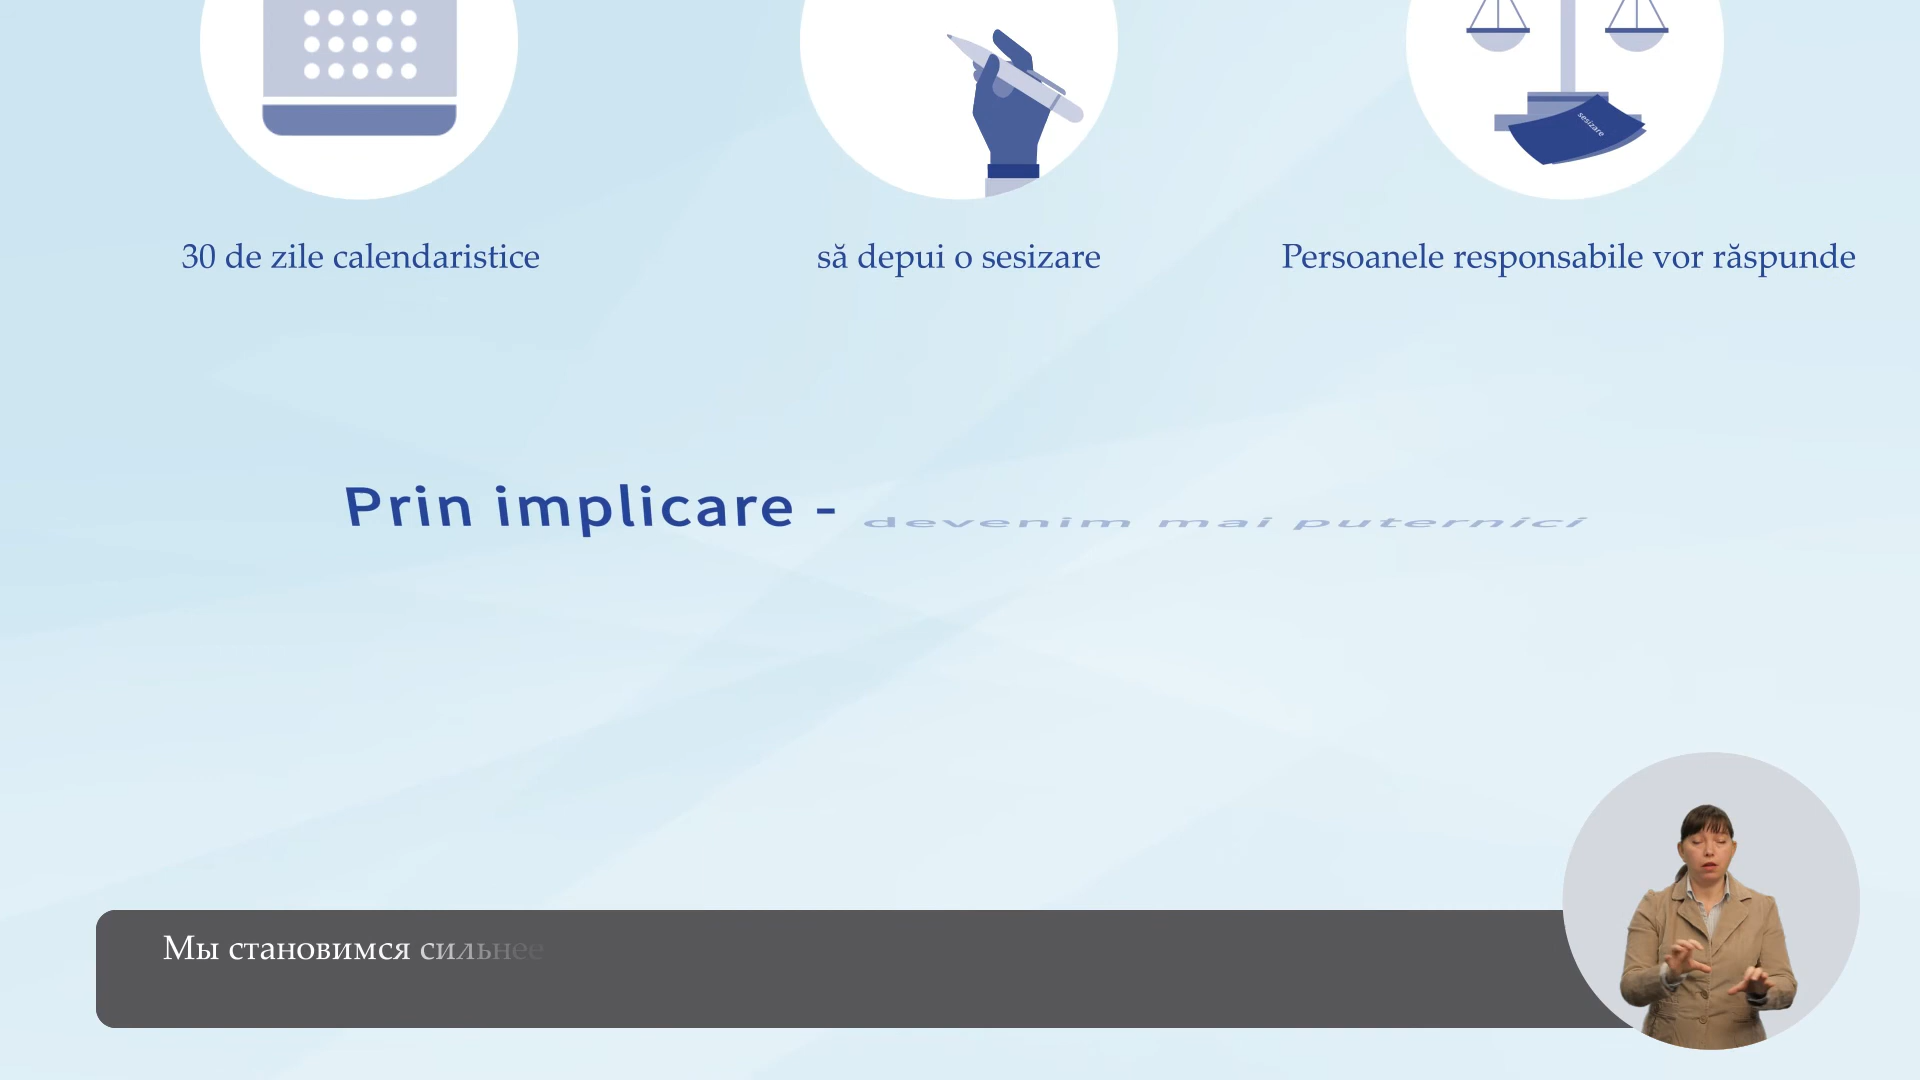 sesizare
30 de zile calendaristice
să depui o sesizare
Persoanele responsabile vor răspunde
Prin implicare - devenim mai puternici
Мы становимся сильнее